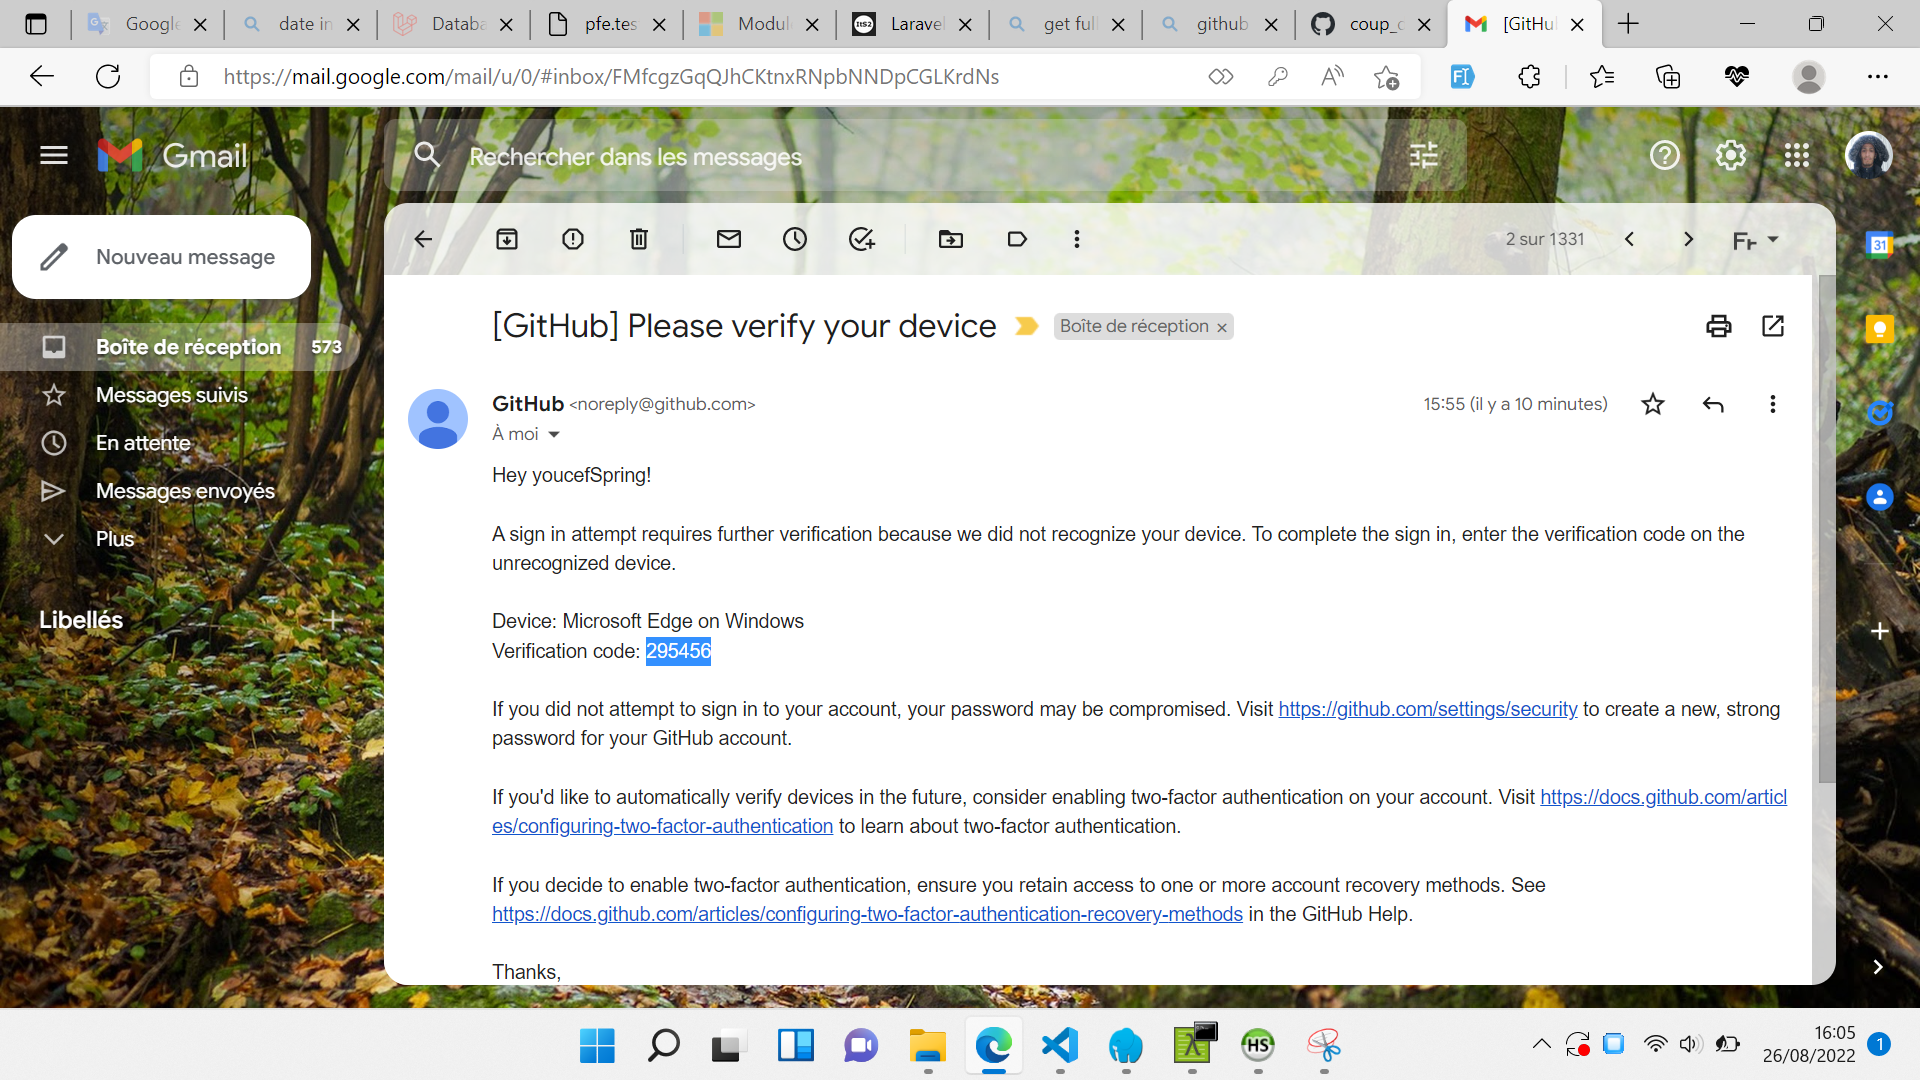 Google
date in
Databa
pfe.tes
Module
Laravel
get full
github
coup_c
[GitHub
https://mail.google.com/mail/u/0/#inbox/FMfcgzGqQJhCKtnxRNpbNNDpCGLKrdNs
Gmail
Rechercher dans les messages
Nouveau message
2 sur 1331
Boîte de réception 573
Messages suivis
En attente
Messages envoyés
Plus
Libellés
[GitHub] Please verify your device
Boîte de réception ×
GitHub <noreply@github.com>
15:55 (il y a 10 minutes)
À moi
Hey youcefSpring!
A sign in attempt requires further verification because we did not recognize your device. To complete the sign in, enter the verification code on the
unrecognized device.
Device: Microsoft Edge on Windows
Verification code: 295456
If you did not attempt to sign in to your account, your password may be compromised. Visit https://github.com/settings/security to create a new, strong
password for your GitHub account.
If you'd like to automatically verify devices in the future, consider enabling two-factor authentication on your account. Visit https://docs.github.com/articl
es/configuring-two-factor-authentication to learn about two-factor authentication.
If you decide to enable two-factor authentication, ensure you retain access to one or more account recovery methods. See
https://docs.github.com/articles/configuring-two-factor-authentication-recovery-methods in the GitHub Help.
Thanks,
31
HS
16:05
26/08/2022
1